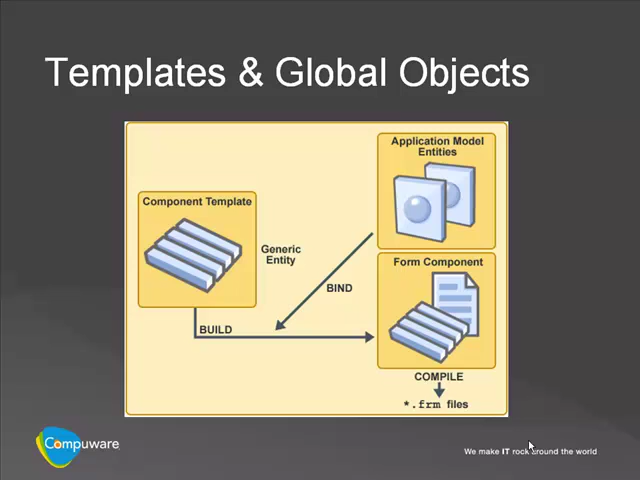 Templates & Global Objects
Application Model
Entities
Component Template
Generic
Entity
BIND
Form Component
BUILD
COMPILE
*.frm files
Compuware
We make IT rock around the world